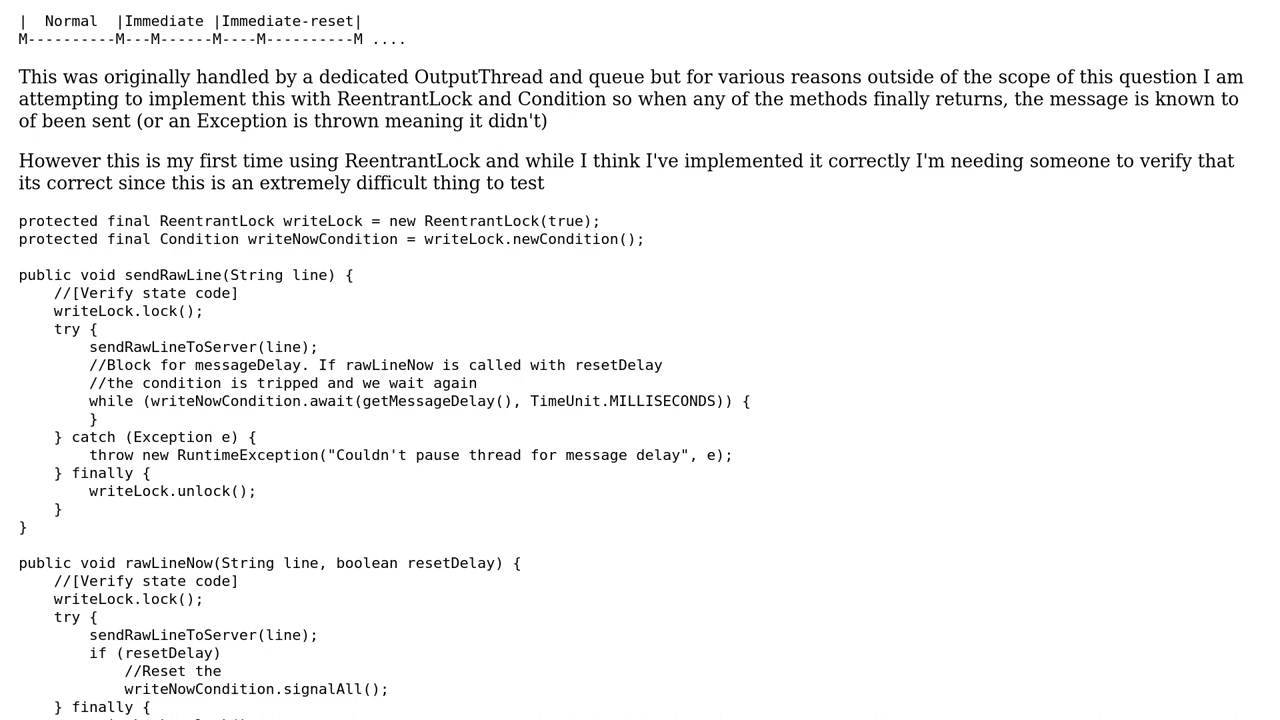 |  Normal  |Immediate |Immediate-reset|
M----------M---M------M----M----------M ....
This was originally handled by a dedicated OutputThread and queue but for various reasons outside of the scope of this question I am
attempting to implement this with ReentrantLock and Condition so when any of the methods finally returns, the message is known to
of been sent (or an Exception is thrown meaning it didn't)
However this is my first time using ReentrantLock and while I think I've implemented it correctly I'm needing someone to verify that
its correct since this is an extremely difficult thing to test
protected final ReentrantLock writeLock = new ReentrantLock(true);
protected final Condition writeNowCondition = writeLock.newCondition();
public void sendRawLine(String line) {
    //[Verify state code]
    writeLock.lock();
    try {
        sendRawLineToServer(line);
        //Block for messageDelay. If rawLineNow is called with resetDelay
        //the condition is tripped and we wait again
        while (writeNowCondition.await(getMessageDelay(), TimeUnit.MILLISECONDS)) {
        }
    } catch (Exception e) {
        throw new RuntimeException("Couldn't pause thread for message delay", e);
    } finally {
        writeLock.unlock();
    }
}
public void rawLineNow(String line, boolean resetDelay) {
    //[Verify state code]
    writeLock.lock();
    try {
        sendRawLineToServer(line);
        if (resetDelay)
            //Reset the
            writeNowCondition.signalAll();
    } finally {